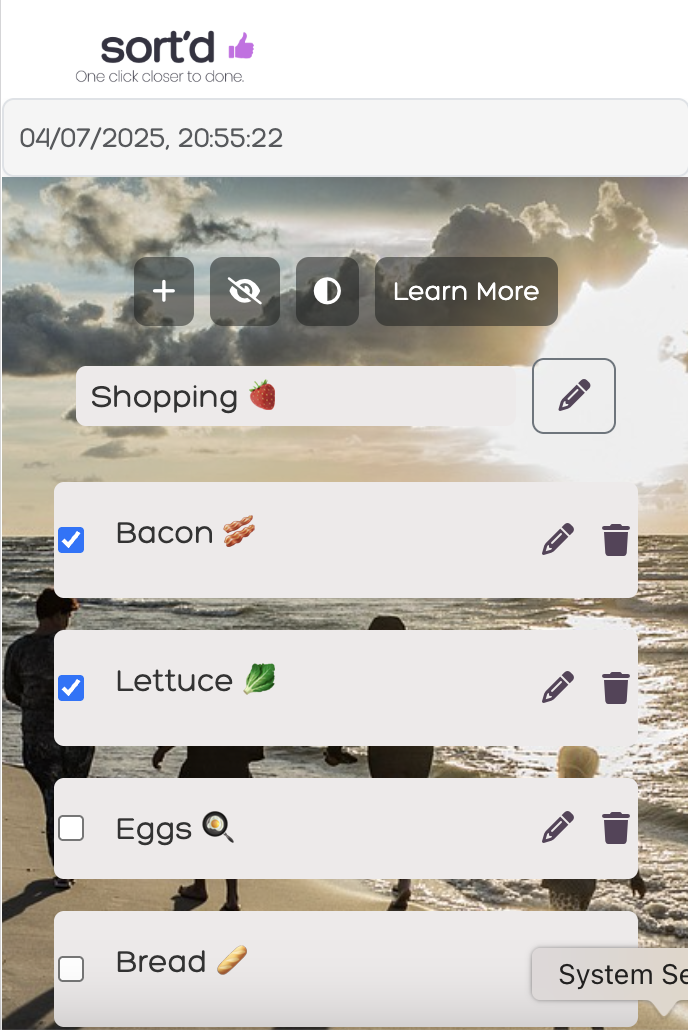 sort'd
One click closer to done.
04/07/2025, 20:55:22
Learn More
Shopping 🍓
Bacon 🥓
Lettuce 🥬
Eggs 🍳
Bread 🥖
System Se